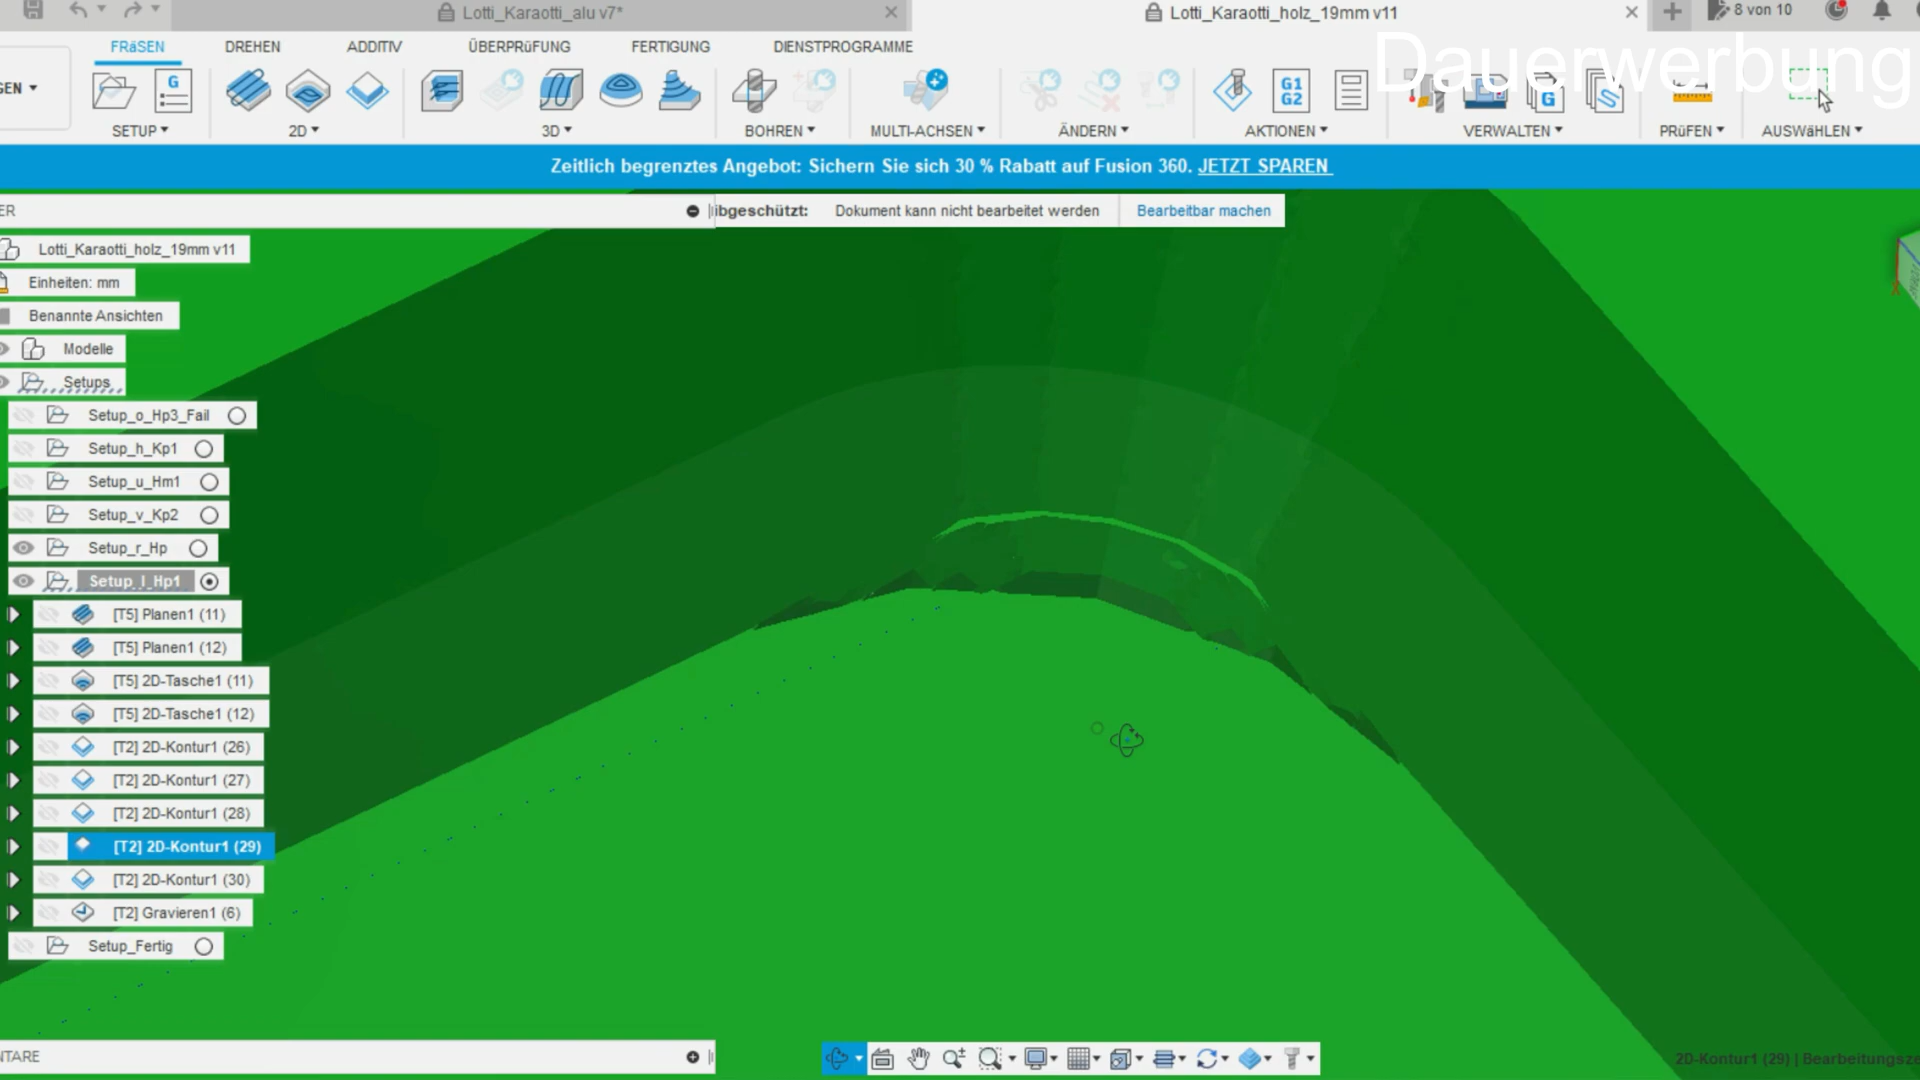 Lotti_Karaotti_alu v7*
Lotti_Karaotti_holz_19mm v11
8 von 10
FRäSEN
DREHEN
ADDITIV
ÜBERPRüFUNG
FERTIGUNG
DIENSTPROGRAMME
Dauerwerbung
GEN
G
G1
G2
G
SETUP
2D
3D
BOHREN
MULTI-ACHSEN
ÄNDERN
AKTIONEN
VERWALTEN
PRüFEN
AUSWäHLEN
Zeitlich begrenztes Angebot: Sichern Sie sich 30 % Rabatt auf Fusion 360. JETZT SPAREN
ER
ibgeschützt:
Dokument kann nicht bearbeitet werden
Bearbeitbar machen
Lotti_Karaotti_holz_19mm v11
Einheiten: mm
Benannte Ansichten
Modelle
Setups
Setup_o_Hp3_Fail
Setup_h_Kp1
Setup_u_Hm1
Setup_v_Kp2
Setup_r_Hp
Setup_l_Hp1
[T5] Planen1 (11)
[T5] Planen1 (12)
[T5] 2D-Tasche1 (11)
[T5] 2D-Tasche1 (12)
[T2] 2D-Kontur1 (26)
[T2] 2D-Kontur1 (27)
[T2] 2D-Kontur1 (28)
[T2] 2D-Kontur1 (29)
[T2] 2D-Kontur1 (30)
[T2] Gravieren1 (6)
Setup_Fertig
NTARE
2D-Kontur1 (29) | Bearbeitungsze